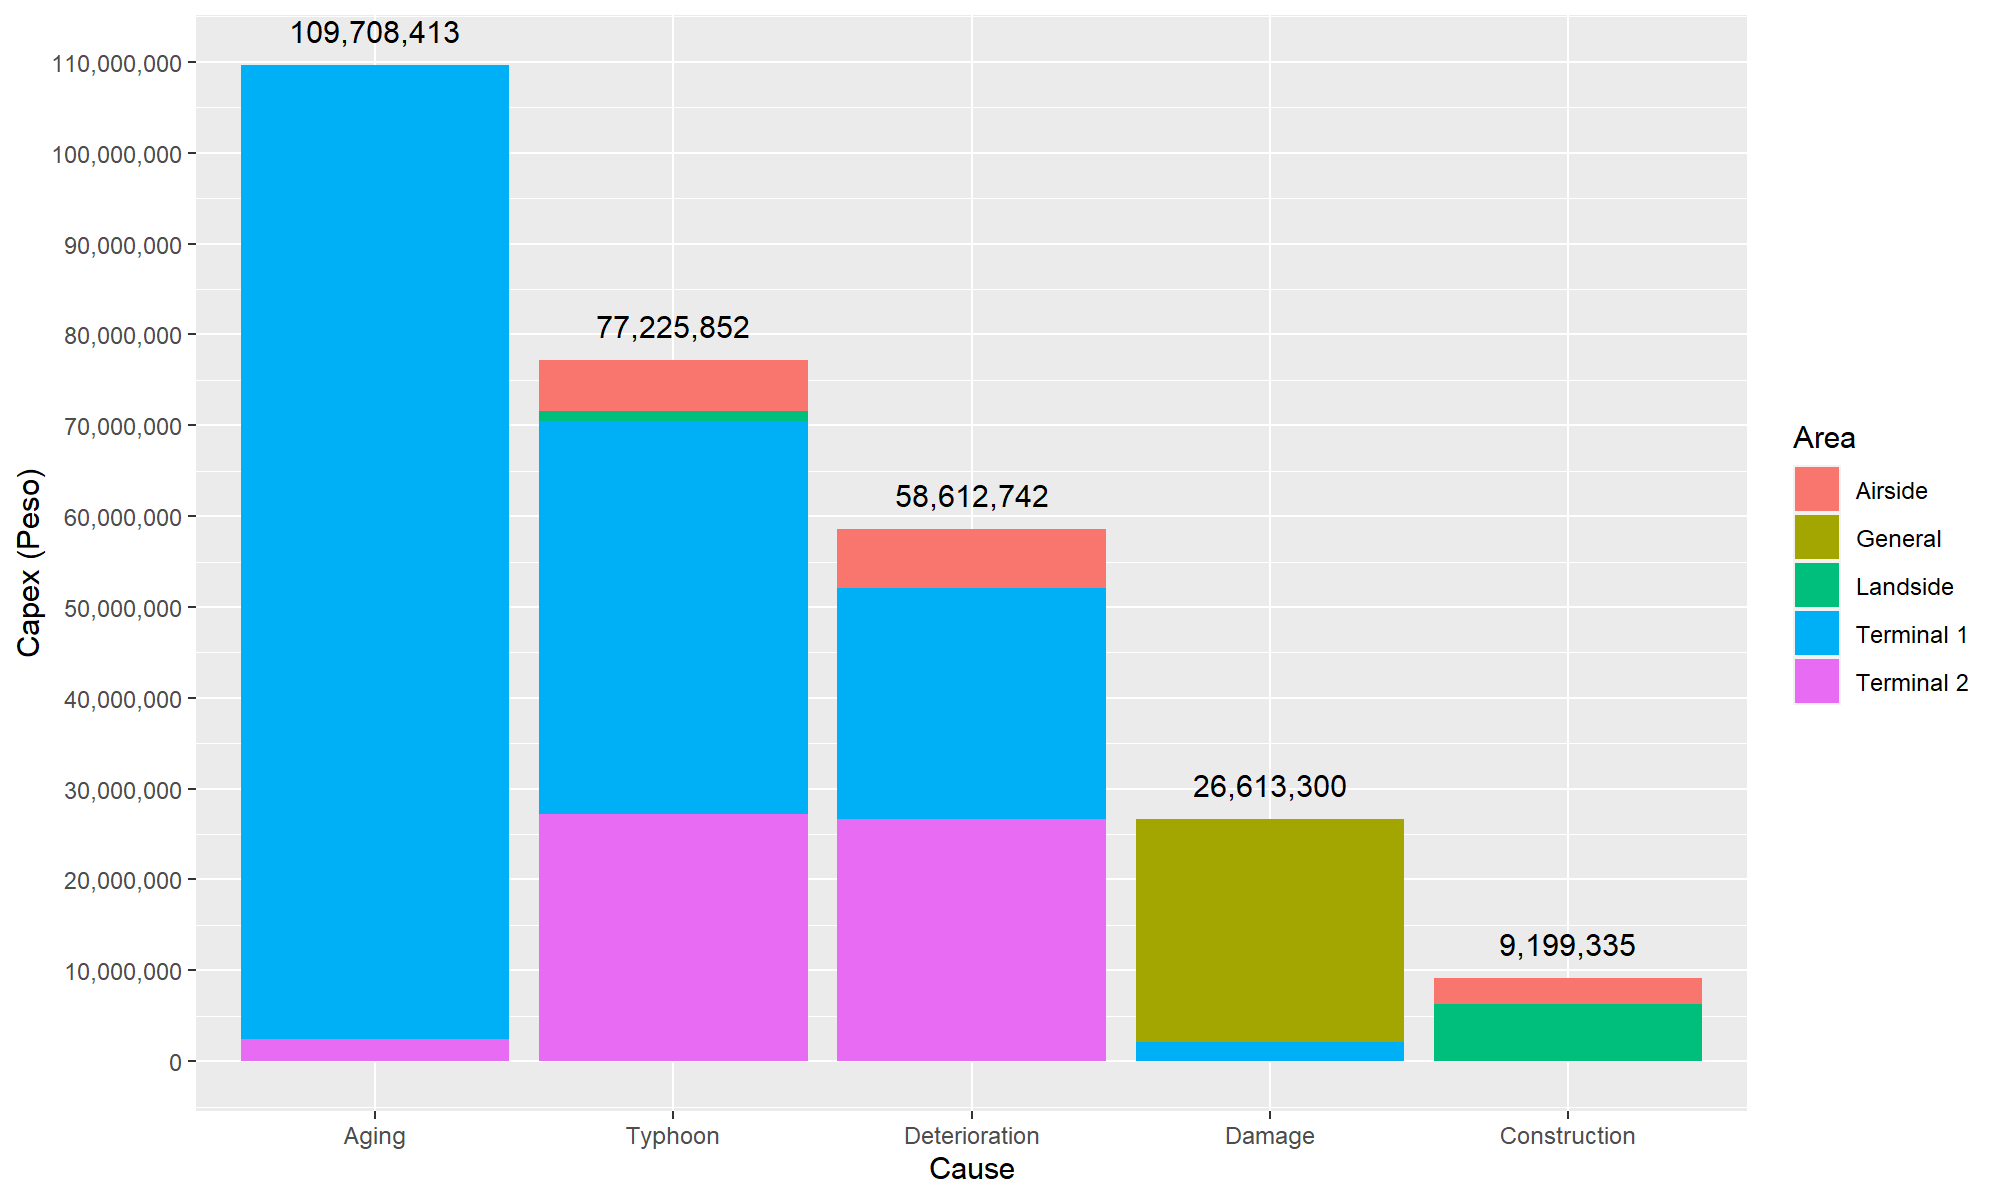 109,708,413
110,000,000
100,000,000
90,000,000
80,000,000
70,000,000
60,000,000
50,000,000
40,000,000
30,000,000
20,000,000
10,000,000
0
Capex (Peso)
77,225,852
58,612,742
26,613,300
9,199,335
Aging
Typhoon
Deterioration
Damage
Construction
Cause
Area
Airside
General
Landside
Terminal 1
Terminal 2